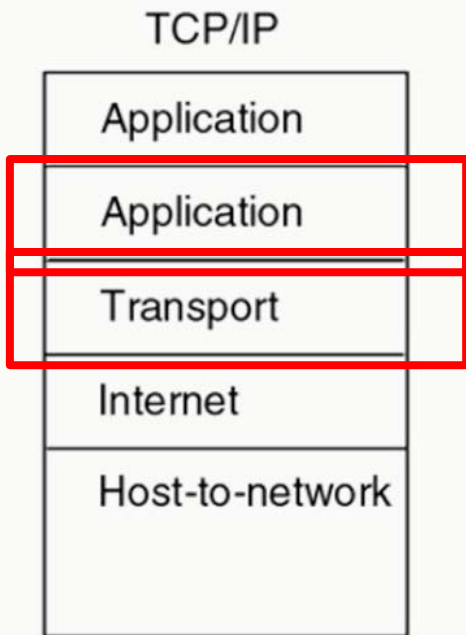 TCP/IP
Application
Application
Transport
Internet
Host-to-network